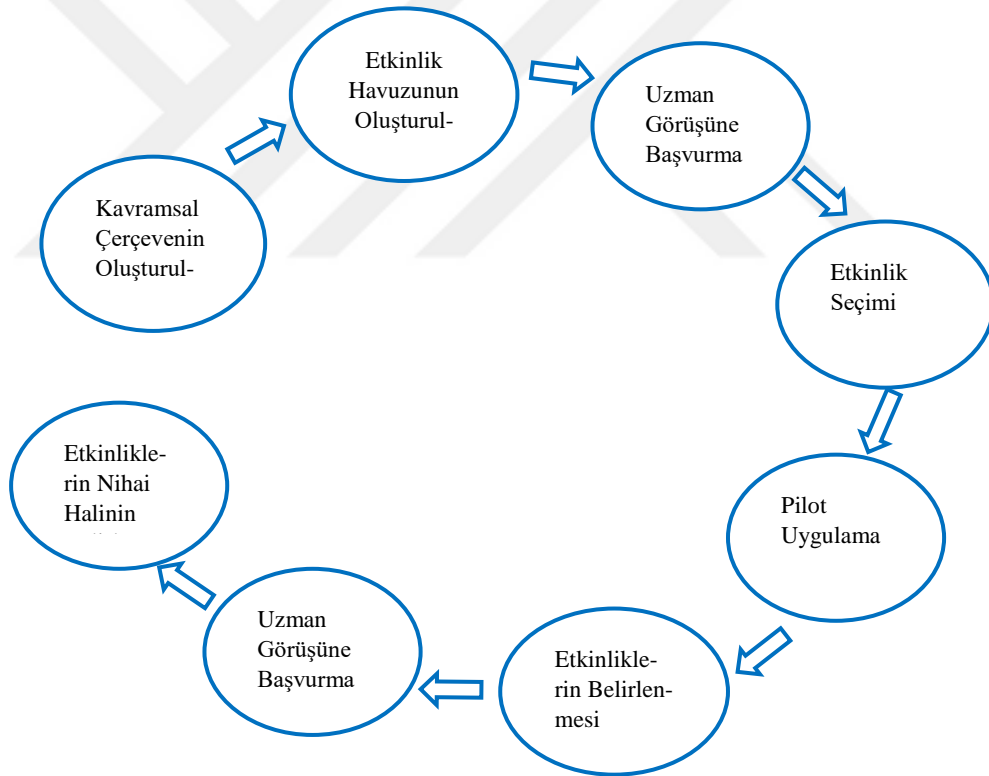 Kavramsal
Çerçevenin
Oluşturul-
Etkinlik
Havuzunun
Oluşturul-
Uzman
Görüşüne
Başvurma
Etkinlik
Seçimi
Pilot
Uygulama
Etkinlikle-
rin Belirlen-
mesi
Uzman
Görüşüne
Başvurma
Etkinlikle-
rin Nihai
Halinin